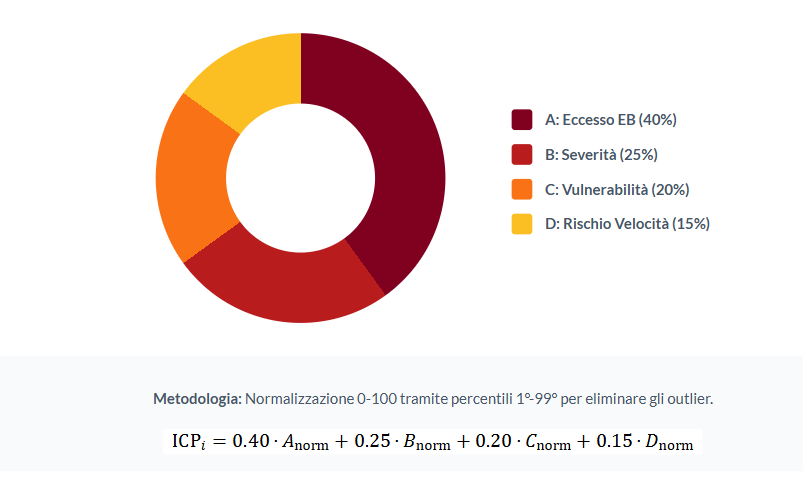 A: Eccesso EB (40%)
B: Severità (25%)
C: Vulnerabilità (20%)
D: Rischio Velocità (15%)
Metodologia: Normalizzazione 0-100 tramite percentili 1°-99° per eliminare gli outlier.
ICPᵢ = 0.40 · A_norm + 0.25 · B_norm + 0.20 · C_norm + 0.15 · D_norm